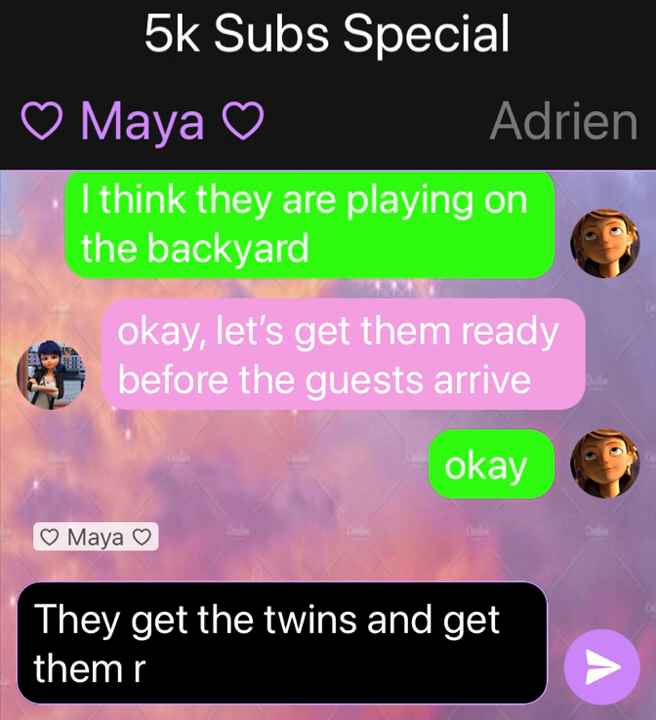 5k Subs Special
♡ Maya ♡
Adrien
I think they are playing on
the backyard
okay, let’s get them ready
before the guests arrive
okay
♡ Maya ♡
They get the twins and get
them r